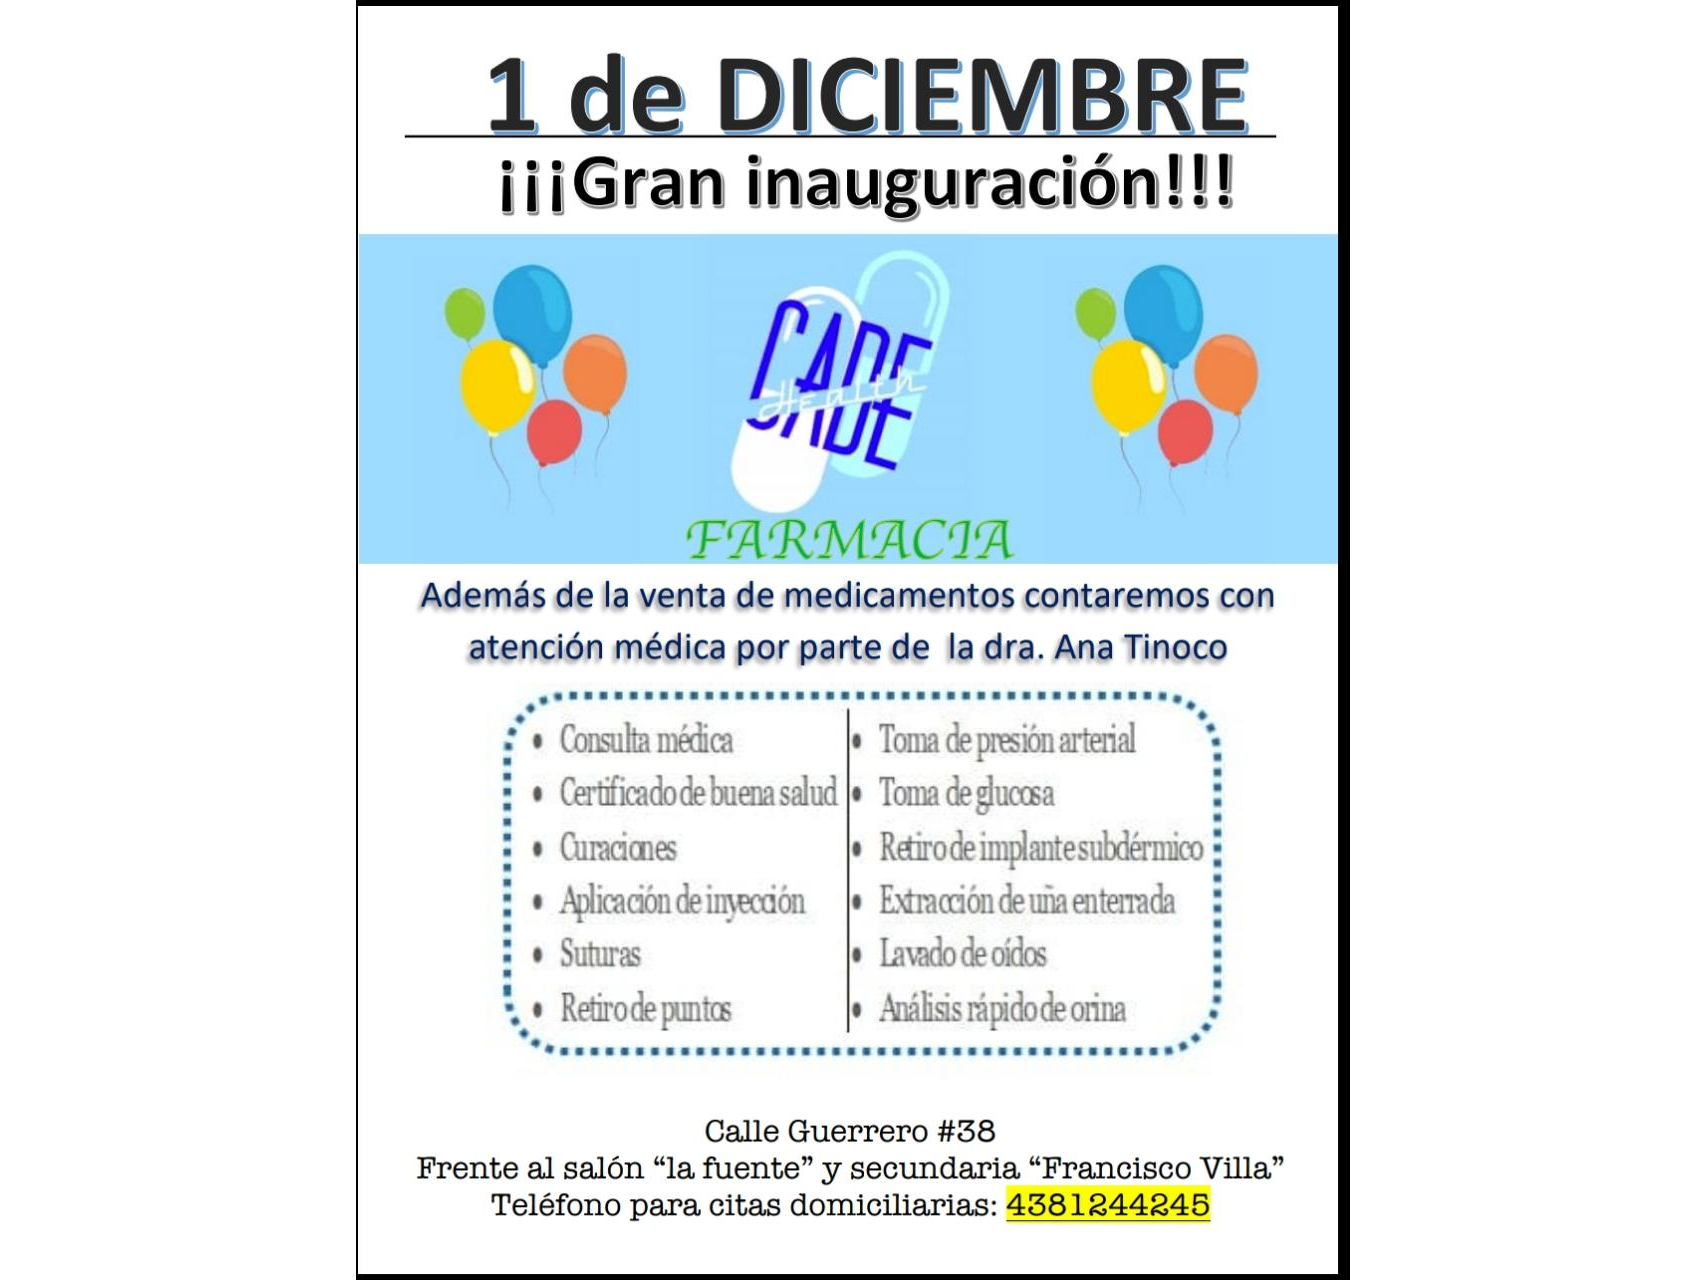 1 de DICIEMBRE
¡¡¡Gran inauguración!!!
CADE
Health
FARMACIA
Además de la venta de medicamentos contaremos con
atención médica por parte de la dra. Ana Tinoco
• Consulta médica
• Certificado de buena salud
• Curaciones
• Aplicación de inyección
• Suturas
• Retiro de puntos
• Toma de presión arterial
• Toma de glucosa
• Retiro de implante subdérmico
• Extracción de uña enterrada
• Lavado de oídos
• Análisis rápido de orina
Calle Guerrero #38
Frente al salón “la fuente” y secundaria “Francisco Villa”
Teléfono para citas domiciliarias: 4381244245